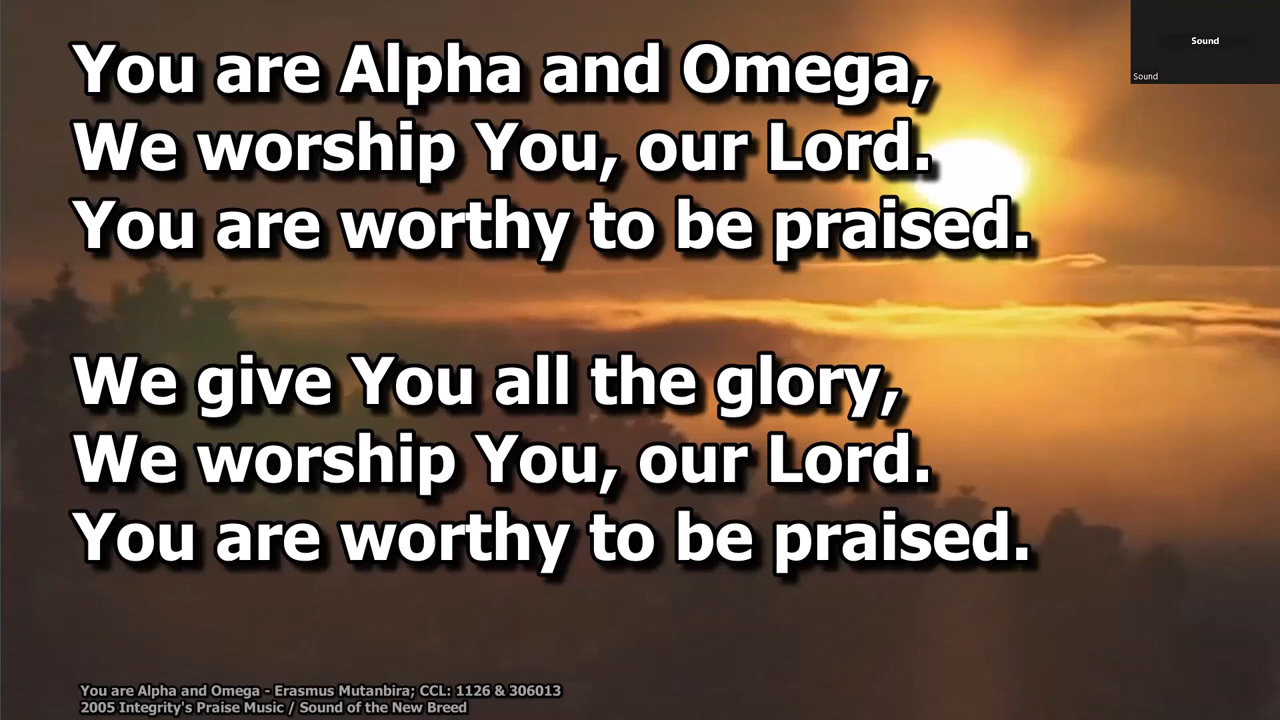 You are Alpha and Omega,
We worship You, our Lord.
You are worthy to be praised.
We give You all the glory,
We worship You, our Lord.
You are worthy to be praised.
You are Alpha and Omega - Erasmus Mutanbira; CCL: 1126 & 306013
2005 Integrity's Praise Music / Sound of the New Breed
Sound
Sound